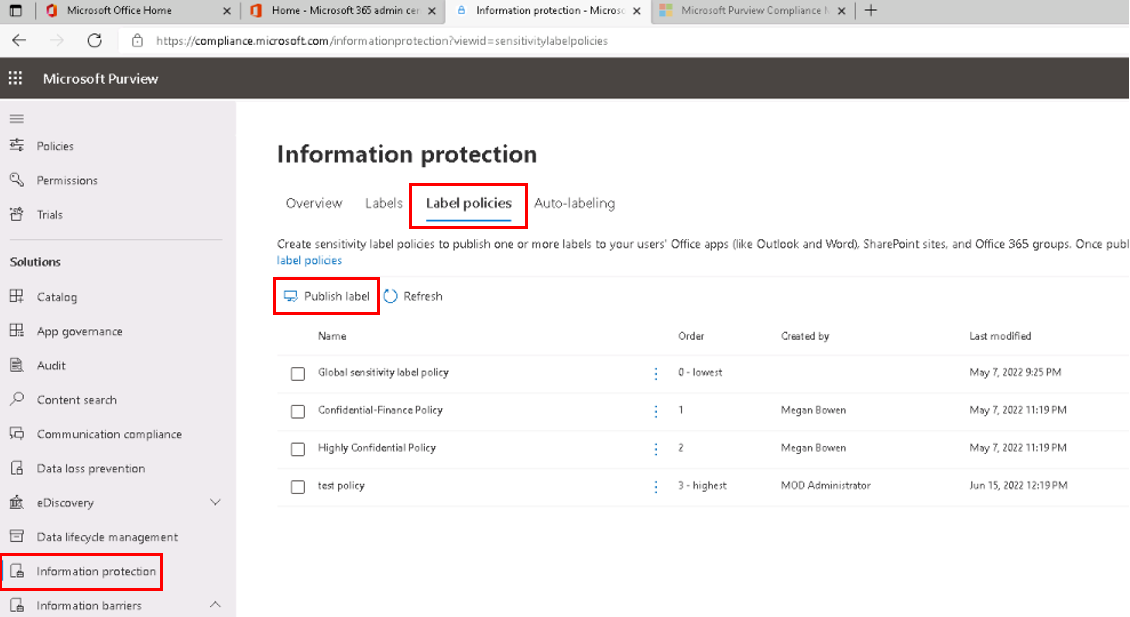 Microsoft Office Home
Home - Microsoft 365 admin cen
Information protection - Microsoft
Microsoft Purview Compliance M
https://compliance.microsoft.com/informationprotection?viewid=sensitivitylabelpolicies
Microsoft Purview
Policies
Permissions
Trials
Solutions
Catalog
App governance
Audit
Content search
Communication compliance
Data loss prevention
eDiscovery
Data lifecycle management
Information protection
Information barriers
Information protection
Overview Labels Label policies Auto-labeling
Create sensitivity label policies to publish one or more labels to your users' Office apps (like Outlook and Word), SharePoint sites, and Office 365 groups. Once publ
label policies
Publish label Refresh
Name Order Created by Last modified
Global sensitivity label policy 0 - lowest May 7, 2022 9:25 PM
Confidential-Finance Policy 1 Megan Bowen May 7, 2022 11:19 PM
Highly Confidential Policy 2 Megan Bowen May 7, 2022 11:19 PM
test policy 3 - highest MOD Administrator Jun 15, 2022 12:19 PM